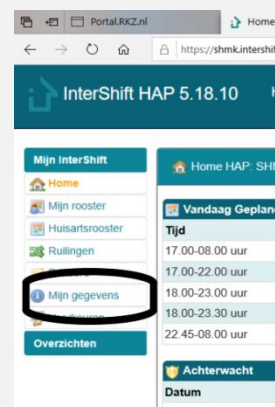 Portal.RKZ.nl
Home
https://shmk.intershif
InterShift HAP 5.18.10
Mijn InterShift
Home
Mijn rooster
Huisartsrooster
Ruilingen
Mijn gegevens
Overzichten
Home HAP: SHM
Vandaag Geplan
Tijd
17.00-08.00 uur
17.00-22.00 uur
18.00-23.00 uur
18.00-23.30 uur
22.45-08.00 uur
Achterwacht
Datum